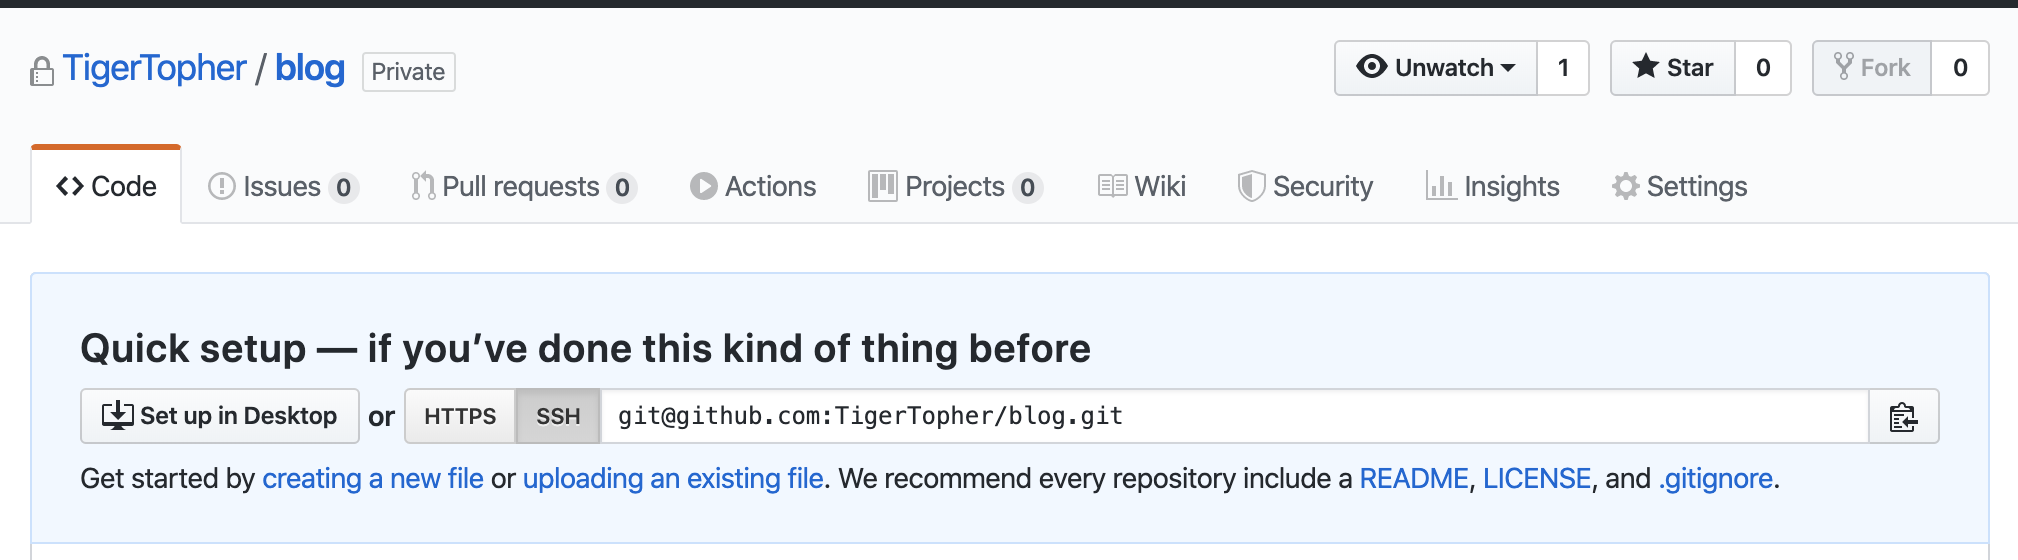 TigerTopher / blog Private Unwatch 1 Star 0 Fork 0
Code Issues 0 Pull requests 0 Actions Projects 0 Wiki Security Insights Settings
Quick setup — if you’ve done this kind of thing before
Set up in Desktop or HTTPS SSH git@github.com:TigerTopher/blog.git
Get started by creating a new file or uploading an existing file. We recommend every repository include a README, LICENSE, and .gitignore.